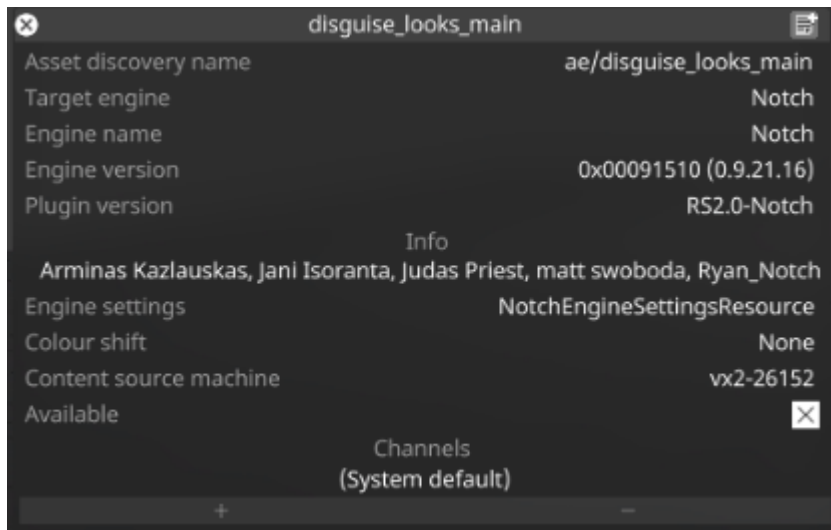 disguise_looks_main
Asset discovery name ae/disguise_looks_main
Target engine Notch
Engine name Notch
Engine version 0x00091510 (0.9.21.16)
Plugin version RS2.0-Notch
Info
Arminas Kazlauskas, Jani Isoranta, Judas Priest, matt swoboda, Ryan_Notch
Engine settings NotchEngineSettingsResource
Colour shift None
Content source machine vx2-26152
Available
Channels
(System default)
+ −